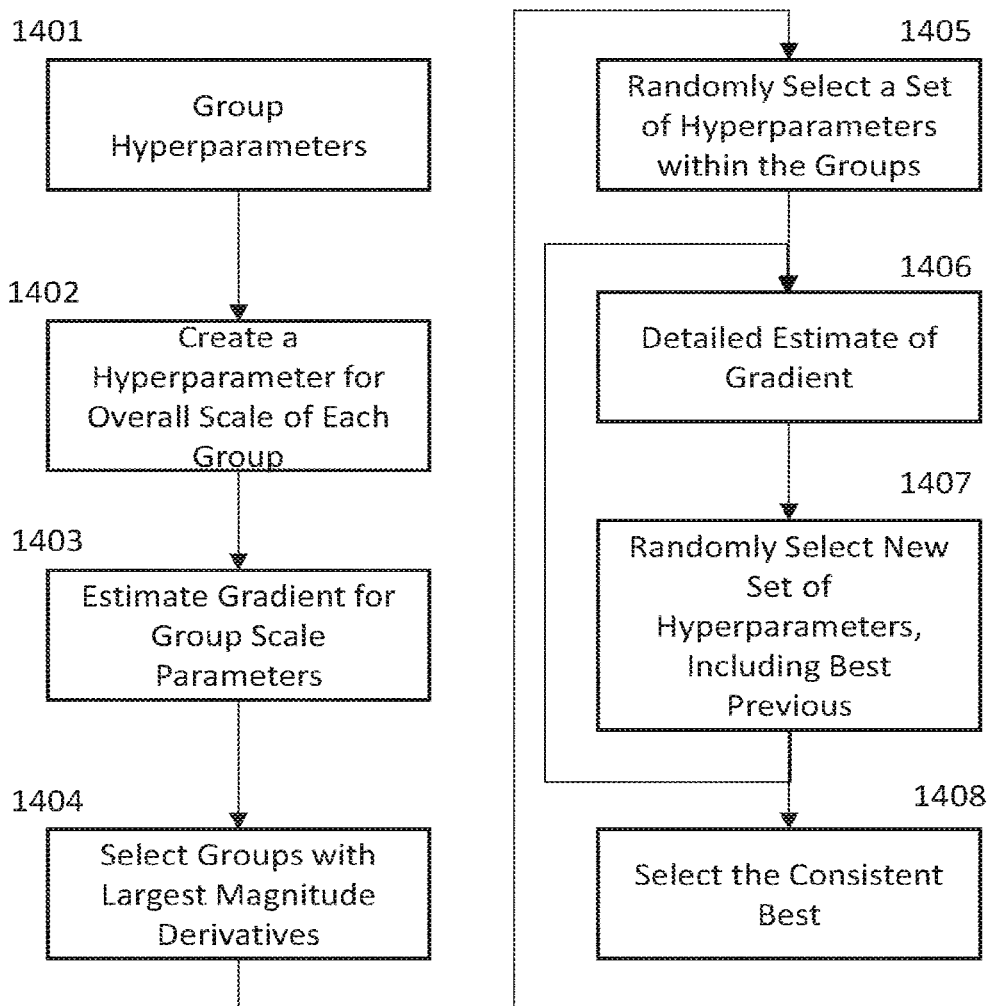 1401
Group
Hyperparameters
1402
Create a
Hyperparameter for
Overall Scale of Each
Group
1403
Estimate Gradient for
Group Scale
Parameters
1404
Select Groups with
Largest Magnitude
Derivatives
1405
Randomly Select a Set
of Hyperparameters
within the Groups
1406
Detailed Estimate of
Gradient
1407
Randomly Select New
Set of
Hyperparameters,
Including Best
Previous
1408
Select the Consistent
Best